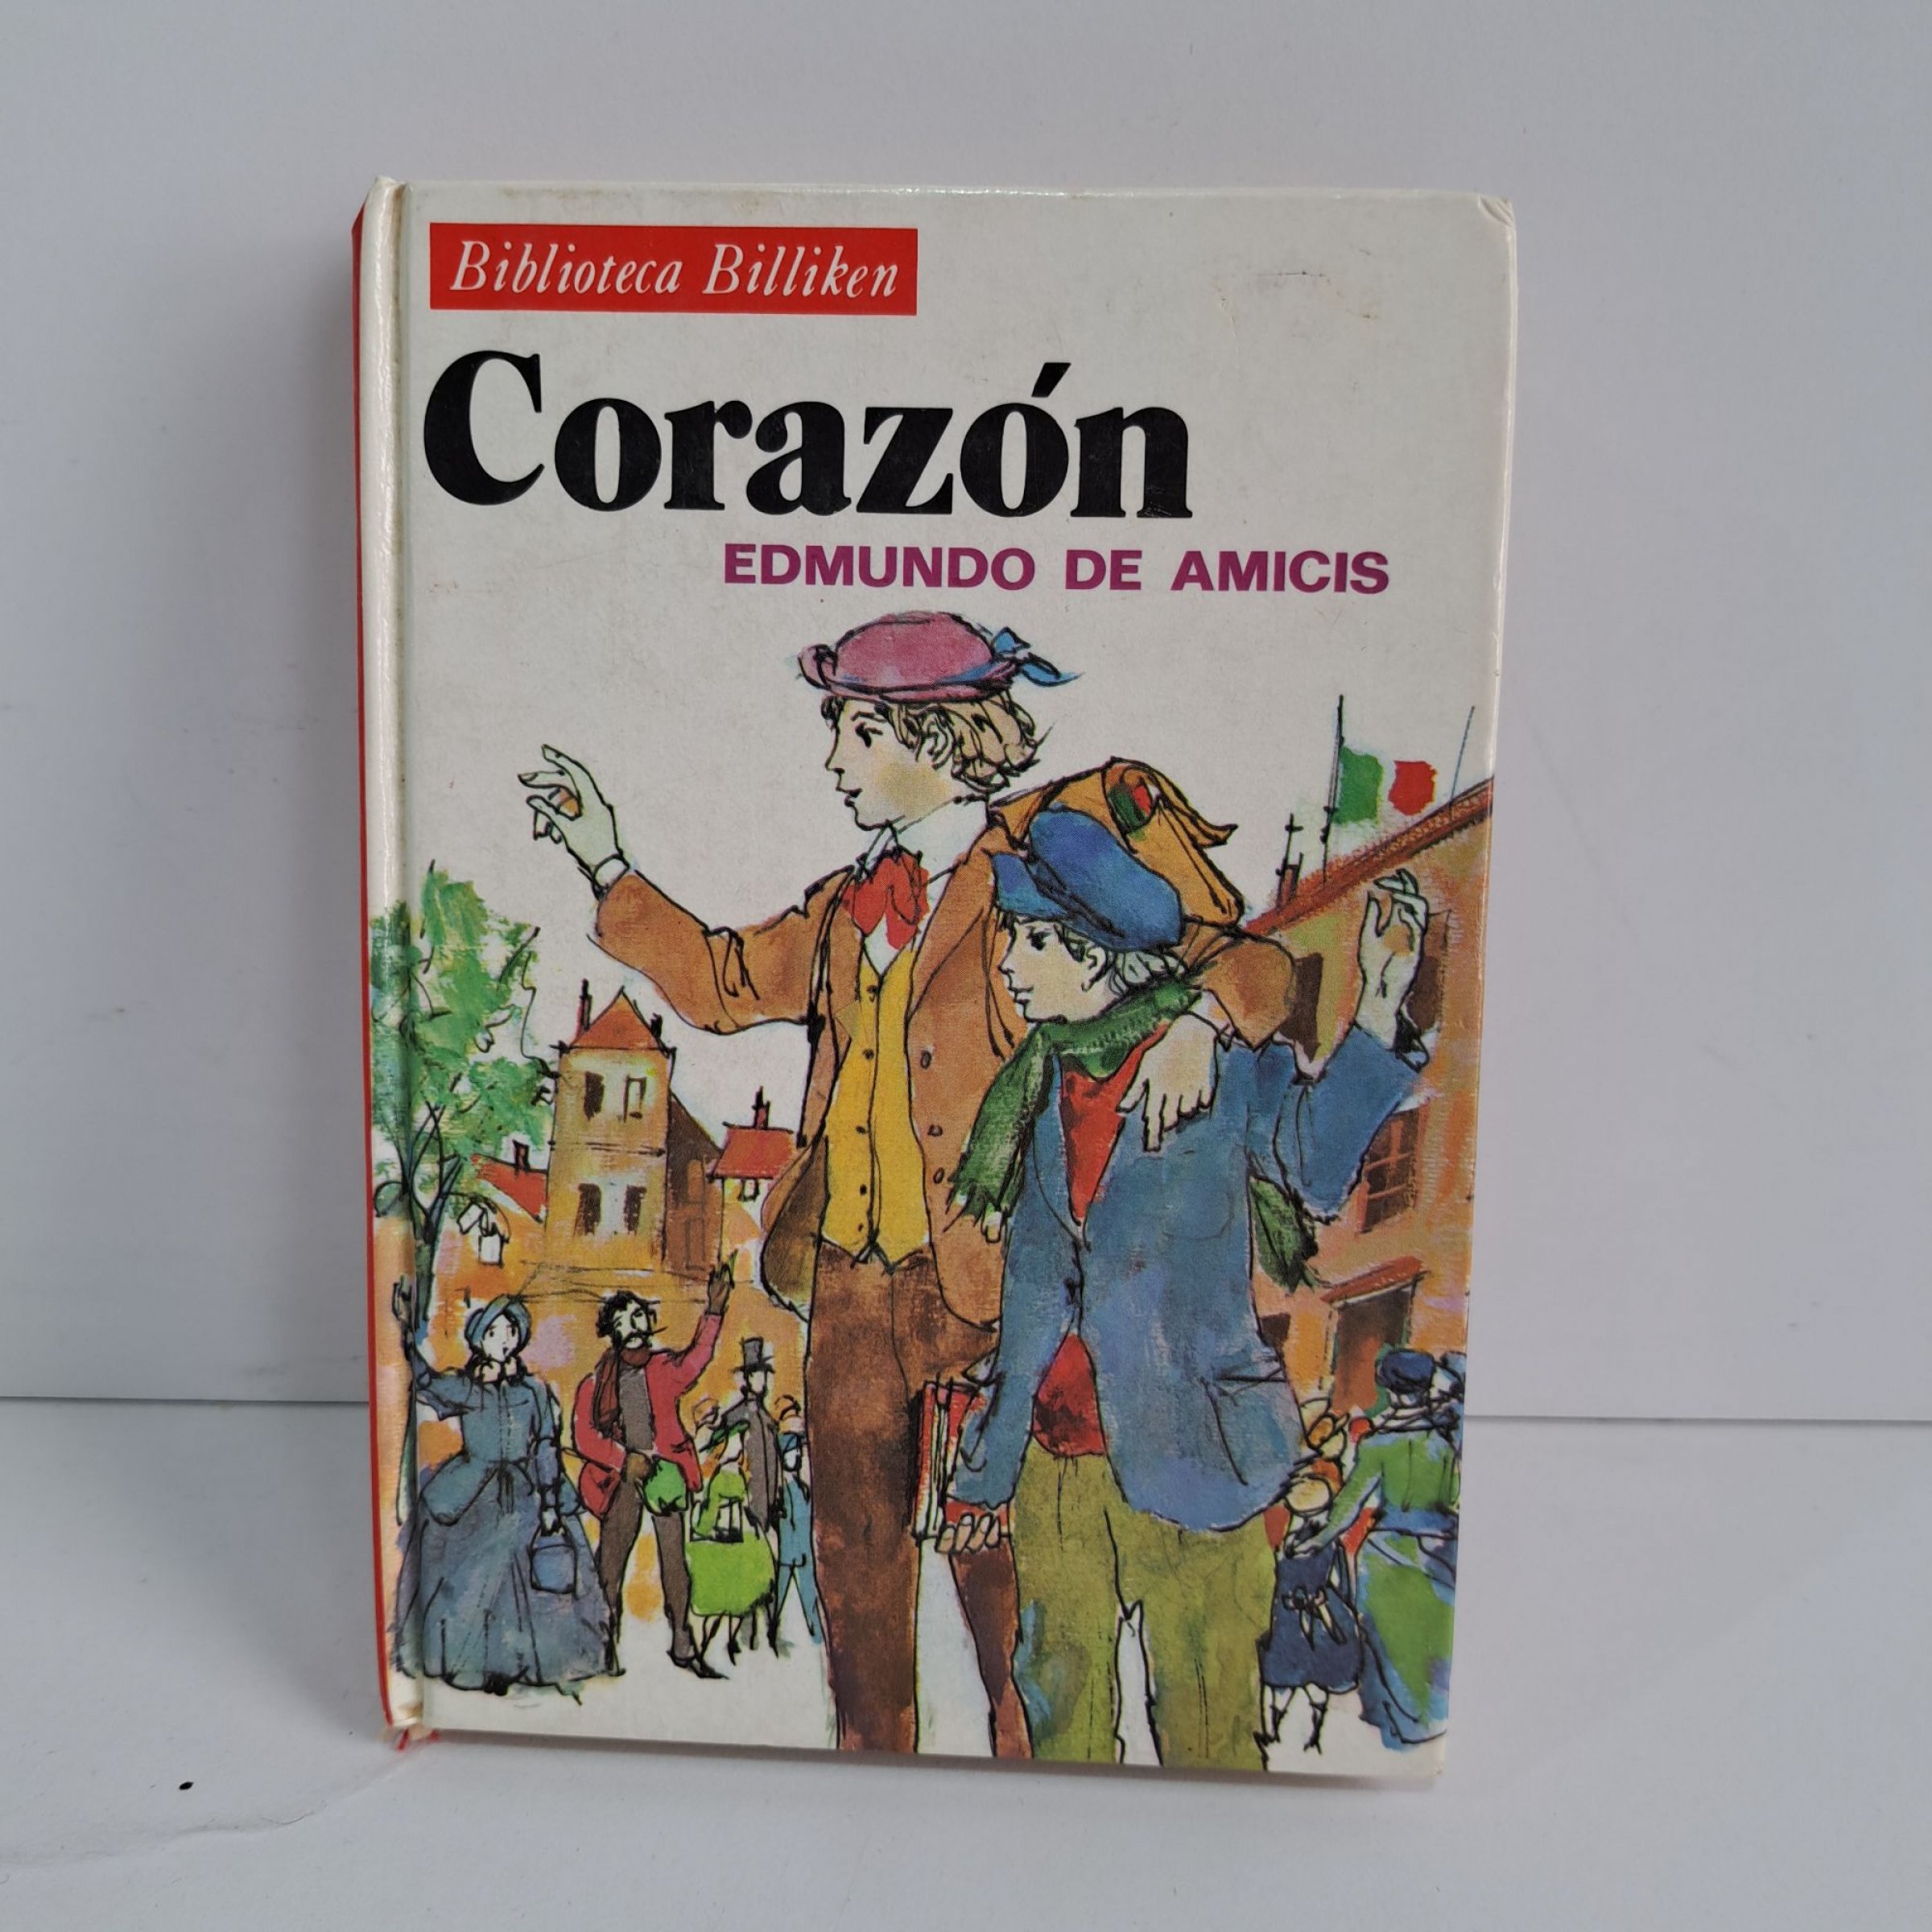 Biblioteca Billiken
Corazón
EDMUNDO DE AMICIS